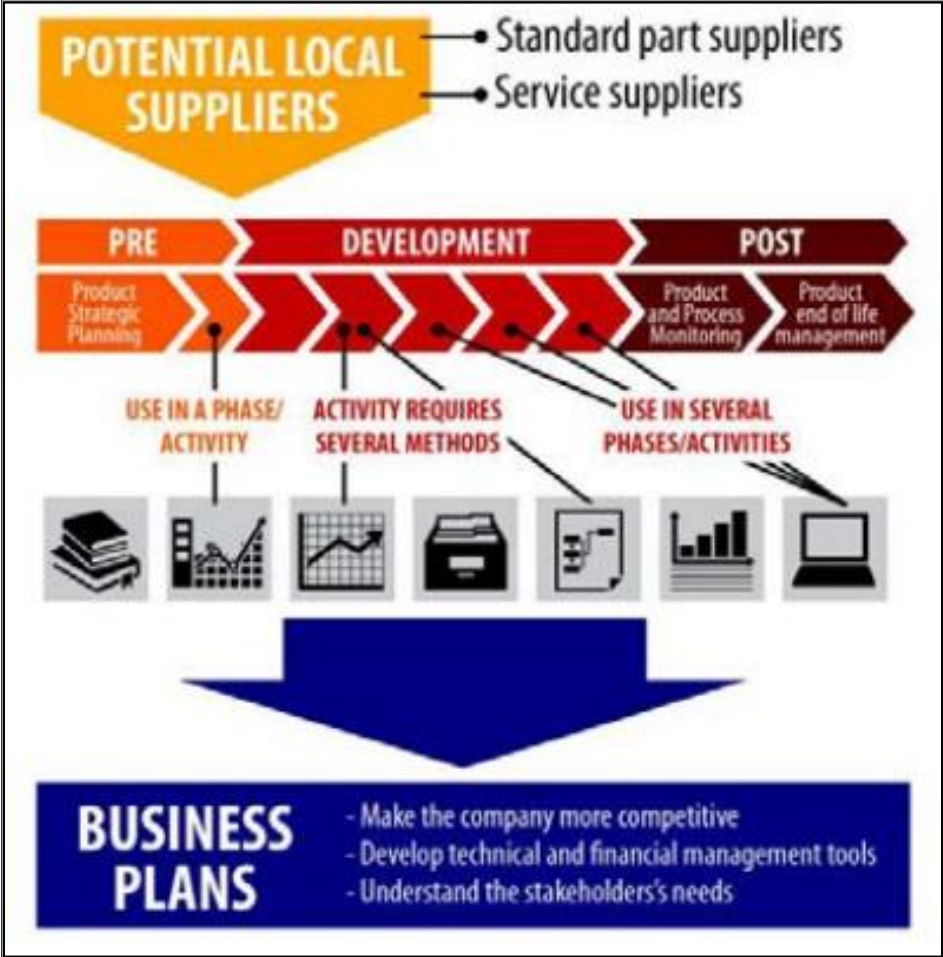 POTENTIAL LOCAL
SUPPLIERS
Standard part suppliers
Service suppliers
PRE
DEVELOPMENT
POST
Product
Strategic
Planning
Product
and Process
Monitoring
Product
end of life
management
USE IN A PHASE/
ACTIVITY
ACTIVITY REQUIRES
SEVERAL METHODS
USE IN SEVERAL
PHASES/ACTIVITIES
BUSINESS
PLANS
- Make the company more competitive
- Develop technical and financial management tools
- Understand the stakeholders's needs